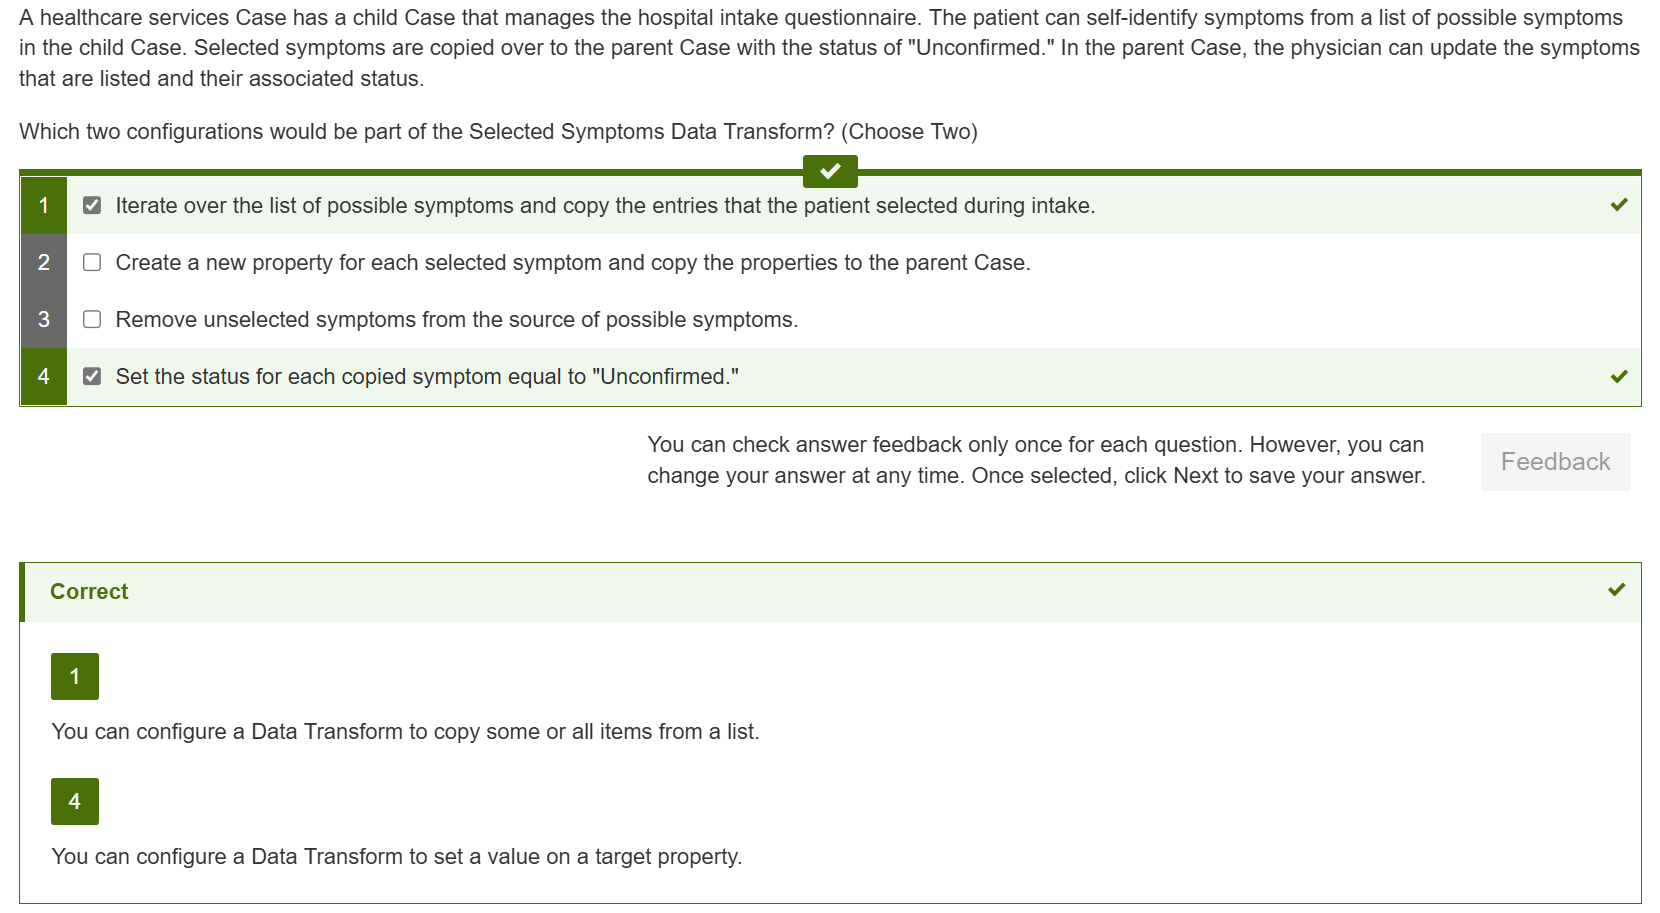 A healthcare services Case has a child Case that manages the hospital intake questionnaire. The patient can self-identify symptoms from a list of possible symptoms
in the child Case. Selected symptoms are copied over to the parent Case with the status of "Unconfirmed." In the parent Case, the physician can update the symptoms
that are listed and their associated status.
Which two configurations would be part of the Selected Symptoms Data Transform? (Choose Two)
1 Iterate over the list of possible symptoms and copy the entries that the patient selected during intake.
2 Create a new property for each selected symptom and copy the properties to the parent Case.
3 Remove unselected symptoms from the source of possible symptoms.
4 Set the status for each copied symptom equal to "Unconfirmed."
You can check answer feedback only once for each question. However, you can
change your answer at any time. Once selected, click Next to save your answer.
Feedback
Correct
1
You can configure a Data Transform to copy some or all items from a list.
4
You can configure a Data Transform to set a value on a target property.